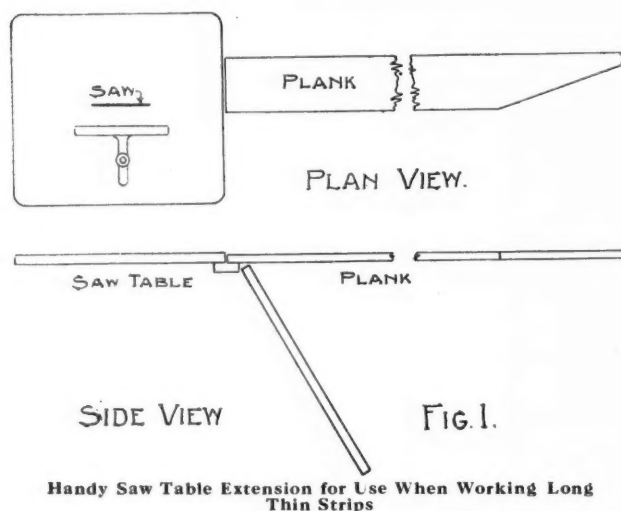 SAW
PLANK
PLAN VIEW.
SAW TABLE
PLANK
SIDE VIEW
FIG. 1.
Handy Saw Table Extension for Use When Working Long
Thin Strips